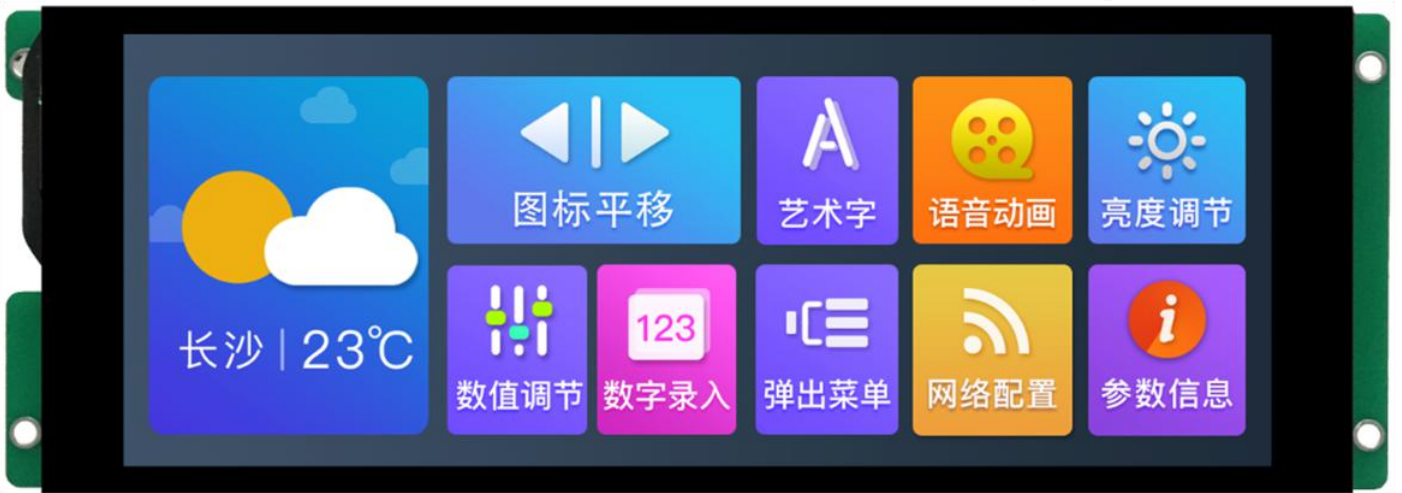 图标平移
艺术字
语音动画
亮度调节
长沙 | 23℃
数值调节
123
数字录入
弹出菜单
网络配置
i
参数信息